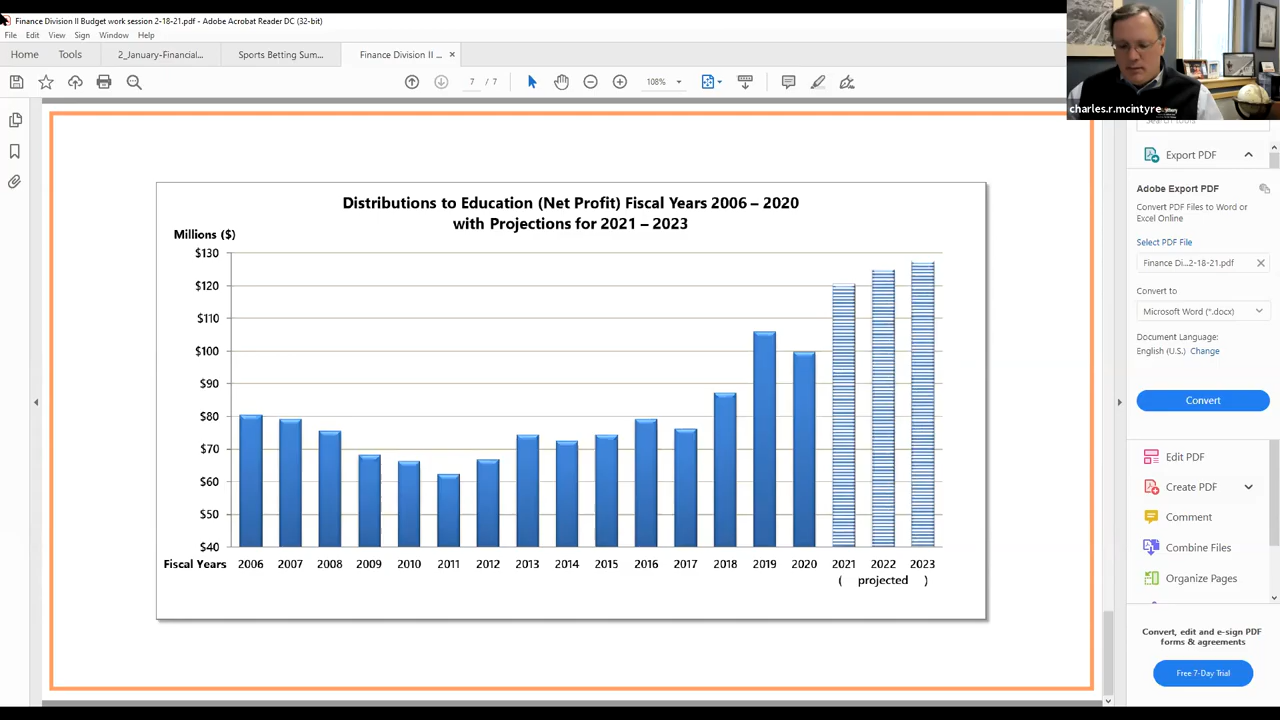 Finance Division II Budget work session 2-18-21.pdf - Adobe Acrobat Reader DC (32-bit)
File Edit View Sign Window Help
Home Tools 2_January-Financial... Sports Betting Sum... Finance Division II ... ×
7 / 7 108%
charles.r.mcintyre
Search tools
Export PDF
Adobe Export PDF
Convert PDF Files to Word or
Excel Online
Select PDF File
Finance Di...2-18-21.pdf ×
Convert to
Microsoft Word (*.docx)
Document Language:
English (U.S.) Change
Convert
Edit PDF
Create PDF
Comment
Combine Files
Organize Pages
Convert, edit and e-sign PDF
forms & agreements
Free 7-Day Trial
Distributions to Education (Net Profit) Fiscal Years 2006 – 2020
with Projections for 2021 – 2023
Millions ($)
$130
$120
$110
$100
$90
$80
$70
$60
$50
$40
Fiscal Years 2006 2007 2008 2009 2010 2011 2012 2013 2014 2015 2016 2017 2018 2019 2020 2021 2022 2023
( projected )